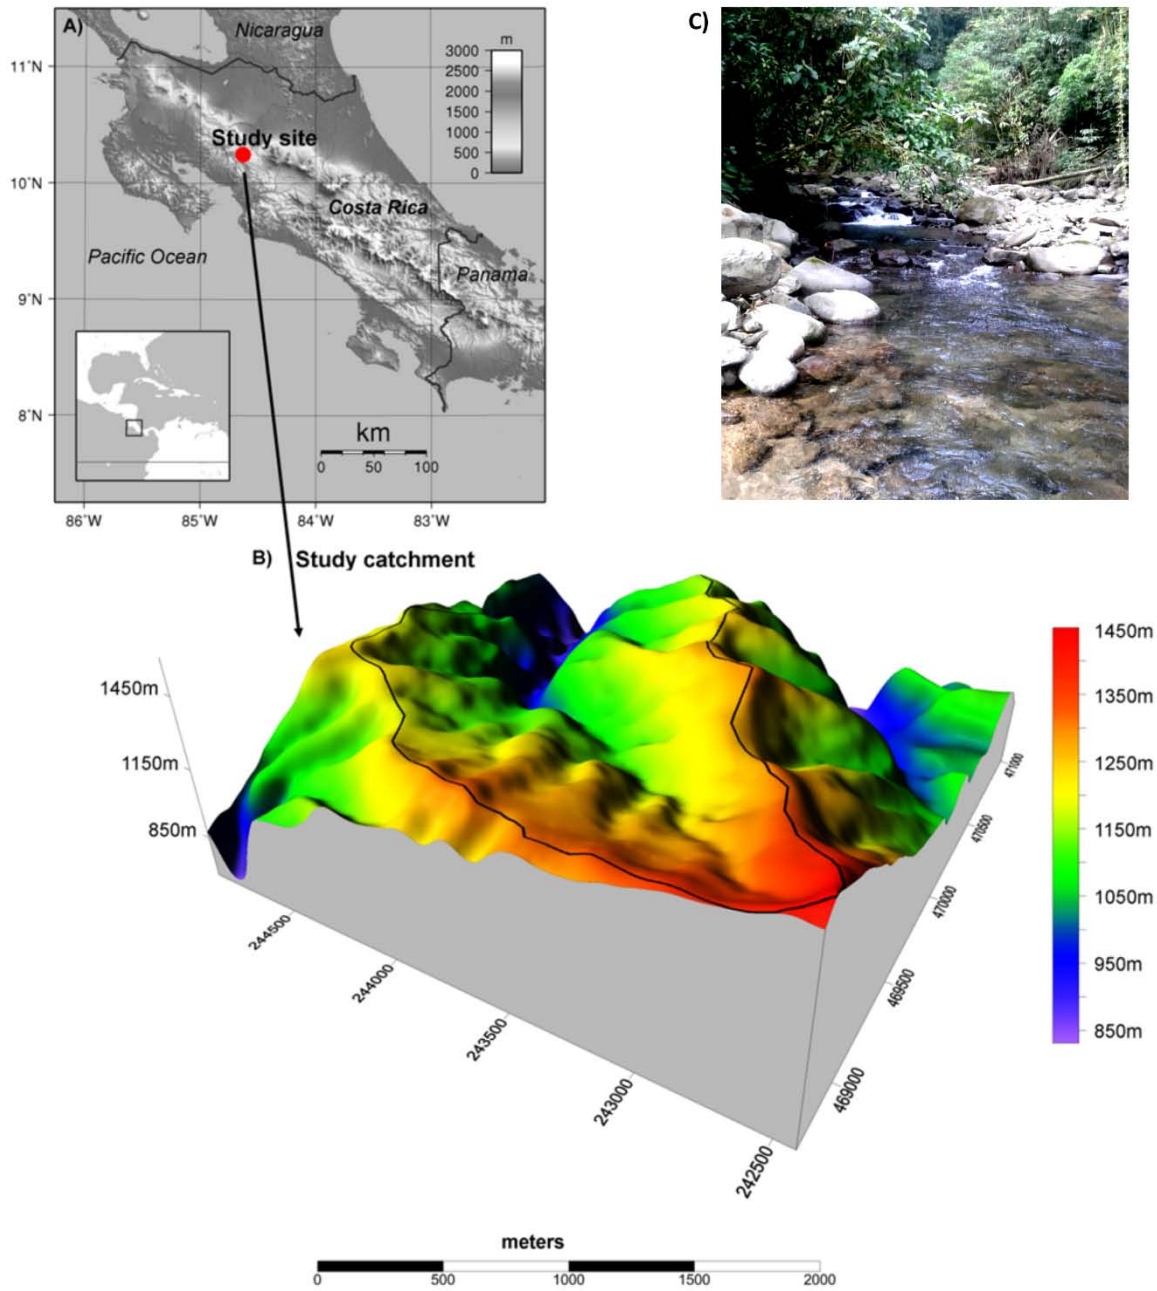 A)
Nicaragua
m
3000
2500
2000
1500
1000
500
0
11°N
10°N
9°N
8°N
Study site
Costa Rica
Pacific Ocean
Panama
km
0 50 100
86°W 85°W 84°W 83°W
C)
B) Study catchment
1450m
1150m
850m
244500
244000
243500
243000
242500
471000
470500
470000
469500
469000
1450m
1350m
1250m
1150m
1050m
950m
850m
meters
0 500 1000 1500 2000